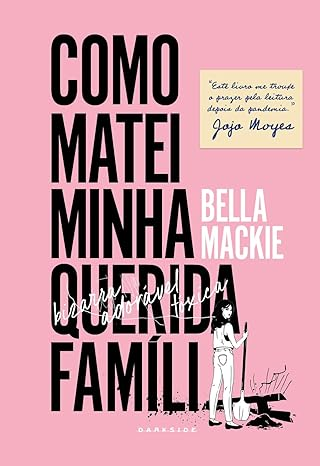 COMO
MATEI
MINHA
QUERIDA
bizarra adorável tóxica
FAMÍLI
"Este livro me trouxe
o prazer pela leitura
depois da pandemia."
Jojo Moyes
BELLA
MACKIE
DARKSIDE